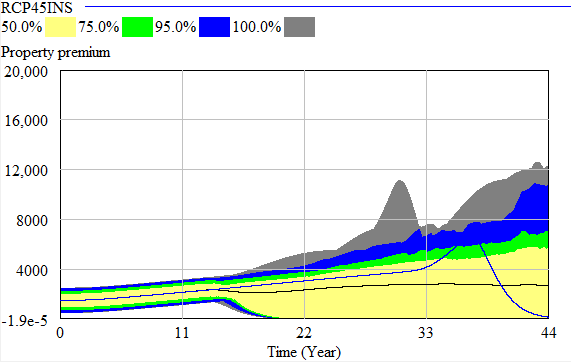 RCP45INS
50.0% 75.0% 95.0% 100.0%
Property premium
20,000
16,000
12,000
8000
4000
-1.9e-5
0 11 22 33 44
Time (Year)